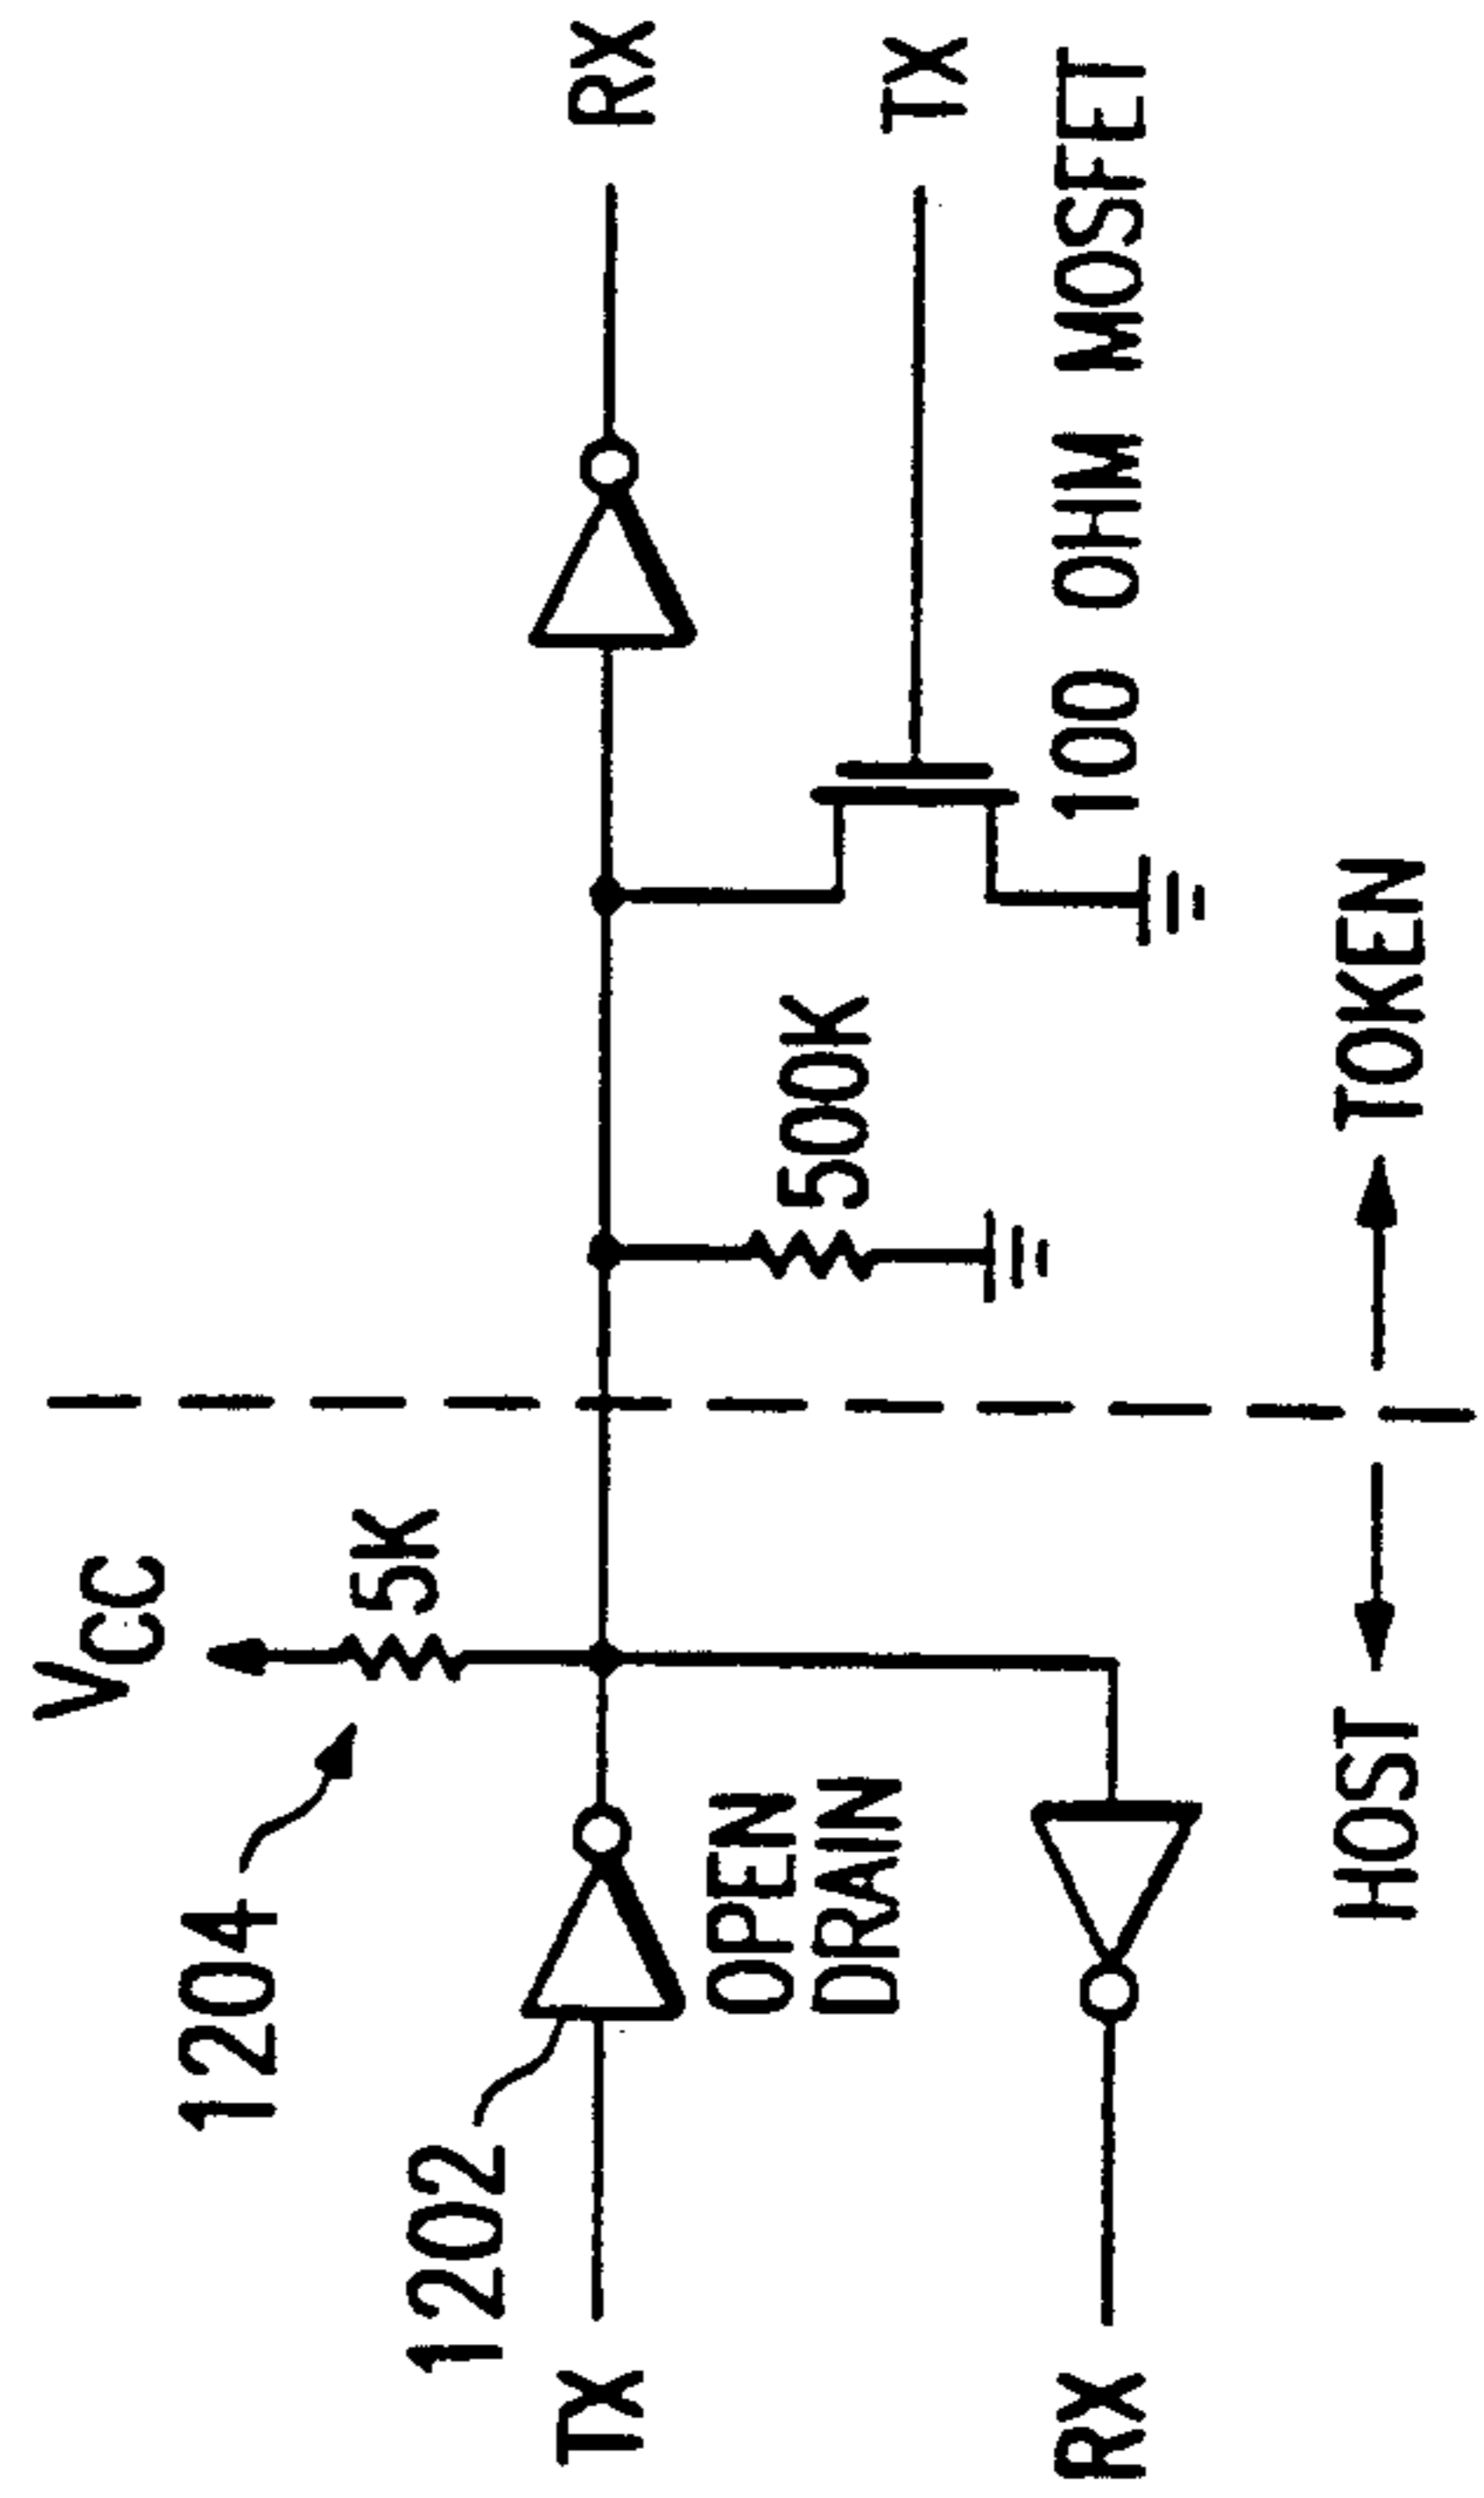 VCC
1204
5K
1202
TX
RX
OPEN
DRAIN
500K
TX
RX
100 OHM MOSFET
HOST
TOKEN